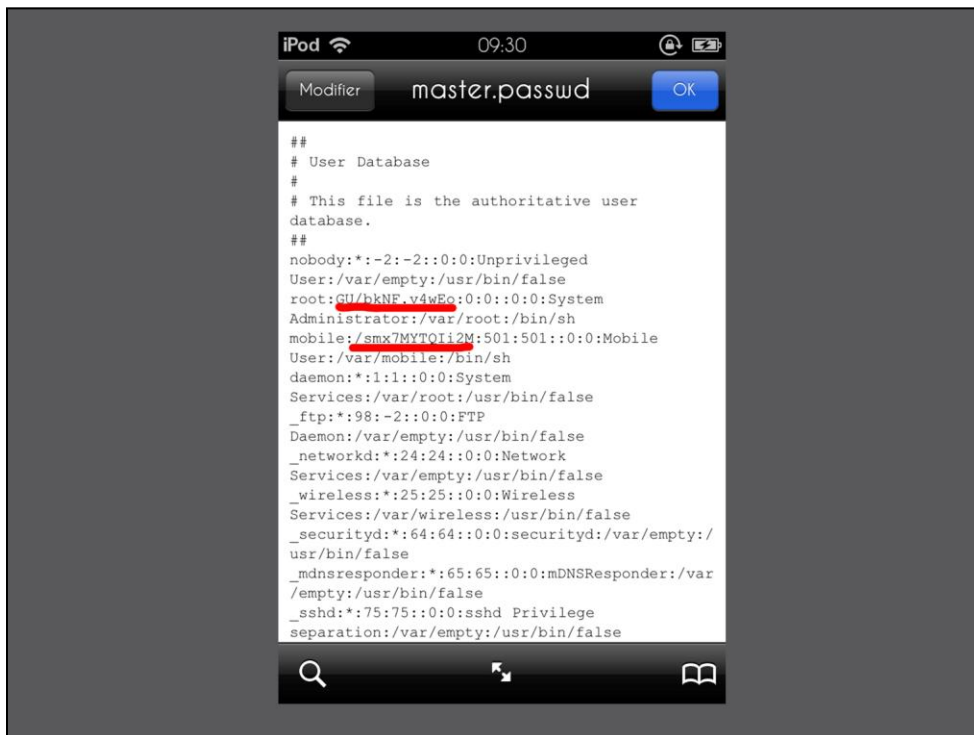 iPod 09:30
Modifier master.passwd OK
##
# User Database
#
# This file is the authoritative user
database.
##
nobody:*:-2:-2::0:0:Unprivileged
User:/var/empty:/usr/bin/false
root:GU/bkNF.v4wEo:0:0::0:0:System
Administrator:/var/root:/bin/sh
mobile:/smx7MYTQIi2M:501:501::0:0:Mobile
User:/var/mobile:/bin/sh
daemon:*:1:1::0:0:System
Services:/var/root:/usr/bin/false
_ftp:*:98:-2::0:0:FTP
Daemon:/var/empty:/usr/bin/false
_networkd:*:24:24::0:0:Network
Services:/var/empty:/usr/bin/false
_wireless:*:25:25::0:0:Wireless
Services:/var/wireless:/usr/bin/false
_securityd:*:64:64::0:0:securityd:/var/empty:/
usr/bin/false
_mdnsresponder:*:65:65::0:0:mDNSResponder:/var
/empty:/usr/bin/false
_sshd:*:75:75::0:0:sshd Privilege
separation:/var/empty:/usr/bin/false